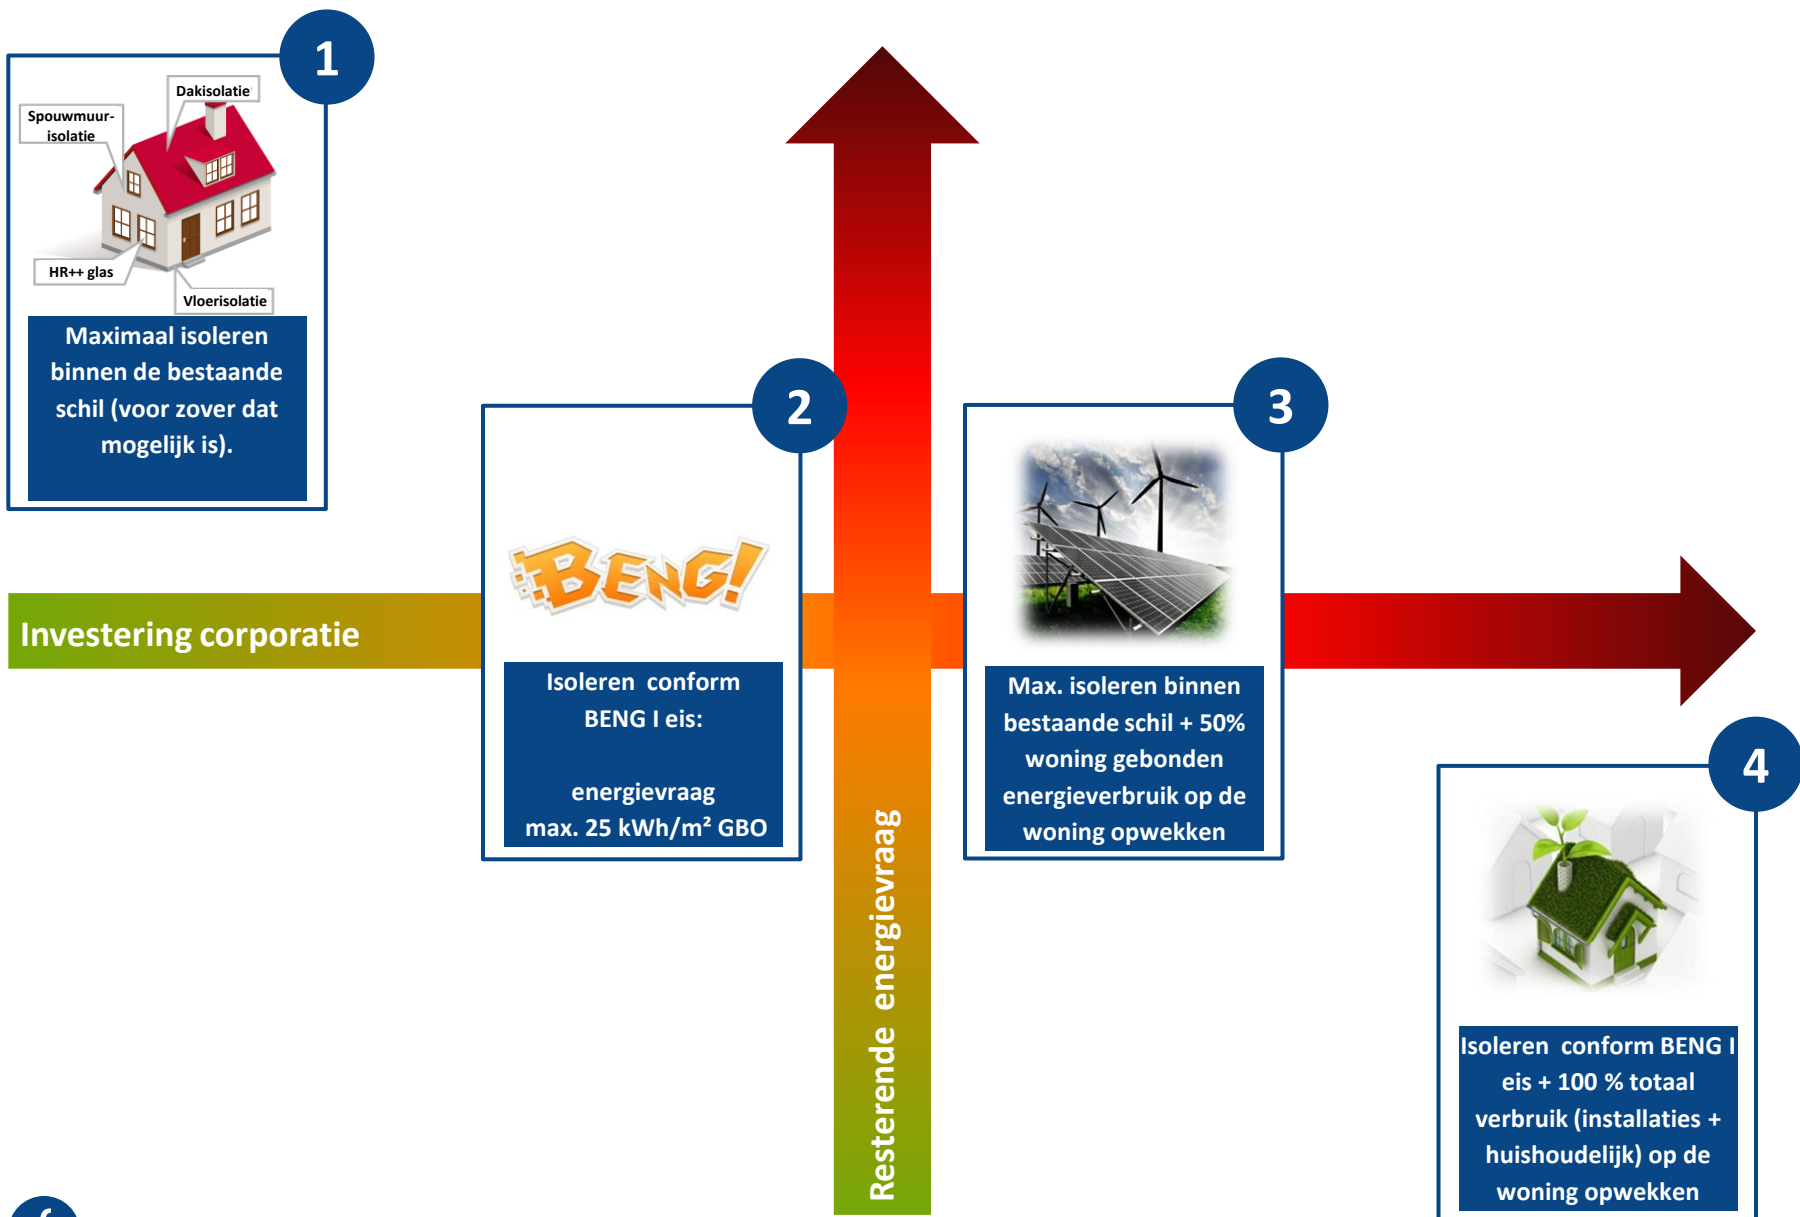 1
Dakisolatie
Spouwmuur-
isolatie
HR++ glas
Vloerisolatie
Maximaal isoleren
binnen de bestaande
schil (voor zover dat
mogelijk is).
2
BENG!
Isoleren conform
BENG I eis:
energievraag
max. 25 kWh/m² GBO
3
Max. isoleren binnen
bestaande schil + 50%
woning gebonden
energieverbruik op de
woning opwekken
Investering corporatie
Resterende energievraag
4
Isoleren conform BENG I
eis + 100 % totaal
verbruik (installaties +
huishoudelijk) op de
woning opwekken